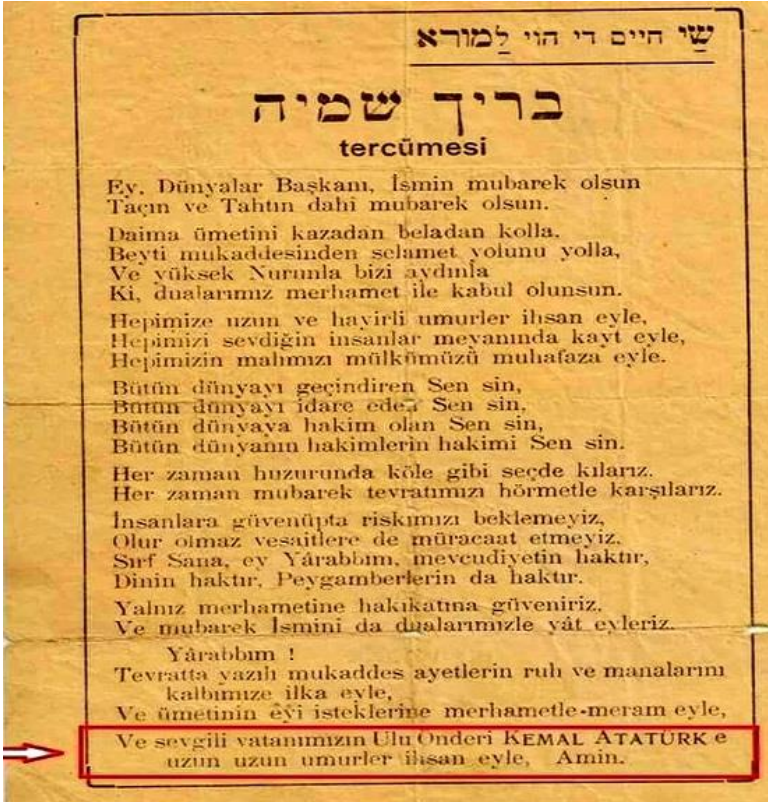 שַי חיים די הוי לַמורא
בריך שמיה
tercümesi
Ey, Dünyalar Başkanı, İsmin mubarek olsun
Taçın ve Tahtın dahi mubarek olsun.
Daima ümetini kazadan beladan kolla,
Beyti mukaddesinden selamet yolunu yolla,
Ve yüksek Nurunla bizi aydınla
Ki, dualarımız merhamet ile kabul olunsun.
Hepimize uzun ve hayirli umurler ihsan eyle,
Hepimizi sevdiğin insanlar meyanında kayt eyle,
Hepimizin malımızı mülkümüzü muhafaza eyle.
Bütün dünyayı geçindiren Sen sin,
Bütün dünyayı idare eden Sen sin,
Bütün dünyaya hakim olan Sen sin,
Bütün dünyanın hakimlerin hakimi Sen sin.
Her zaman huzurunda köle gibi seçde kılarız.
Her zaman mubarek tevratımızı hörmetle karşılarız.
İnsanlara güvenüpta riskımızı beklemeyiz,
Olur olmaz vesaitlere de müracaat etmeyiz,
Sırf Sana, ey Yârabbım, mevcudiyetin haktır,
Dinin haktır, Peygamberlerin da haktır.
Yalnız merhametine hakıkatına güveniriz,
Ve mubarek İsmini da dualarımızle yât eyleriz.
Yârabbım !
Tevratta yazılı mukaddes ayetlerin ruh ve manalarını
kalbımıze ilka eyle,
Ve ümetinin êyi isteklerine merhametle-meram eyle,
Ve sevgili vatanımızın Ulu Önderi KEMAL ATATÜRK e
uzun uzun umurler ihsan eyle, Amin.